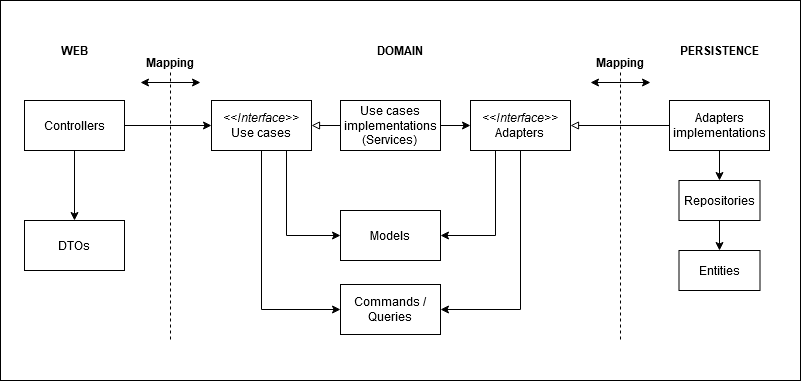 WEB
DOMAIN
PERSISTENCE
Mapping
Mapping
Controllers
<<Interface>>
Use cases
Use cases
implementations
(Services)
<<Interface>>
Adapters
Adapters
implementations
Repositories
DTOs
Models
Entities
Commands /
Queries